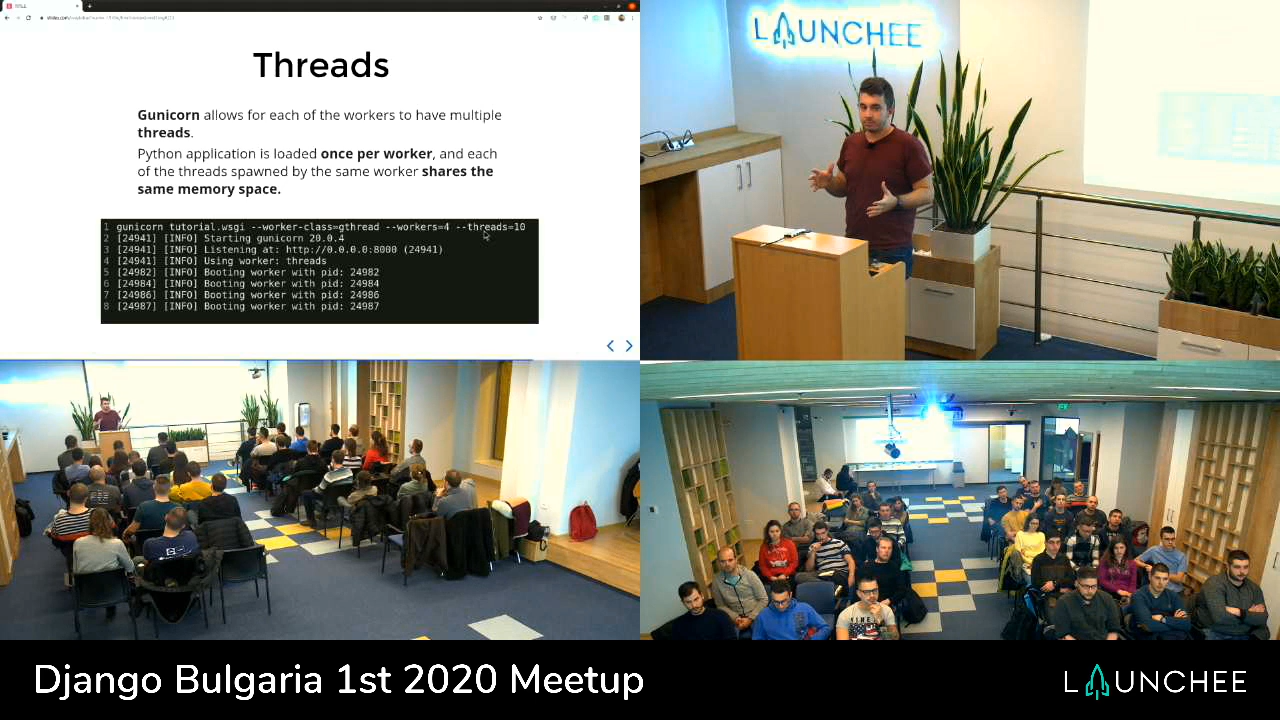 Threads
Gunicorn allows for each of the workers to have multiple
threads.
Python application is loaded once per worker, and each
of the threads spawned by the same worker shares the
same memory space.
1 gunicorn tutorial.wsgi --worker-class=gthread --workers=4 --threads=10
2 [24941] [INFO] Starting gunicorn 20.0.4
3 [24941] [INFO] Listening at: http://0.0.0.0:8000 (24941)
4 [24941] [INFO] Using worker: threads
5 [24982] [INFO] Booting worker with pid: 24982
6 [24984] [INFO] Booting worker with pid: 24984
7 [24986] [INFO] Booting worker with pid: 24986
8 [24987] [INFO] Booting worker with pid: 24987
LAUNCHEE
Django Bulgaria 1st 2020 Meetup
LAUNCHEE